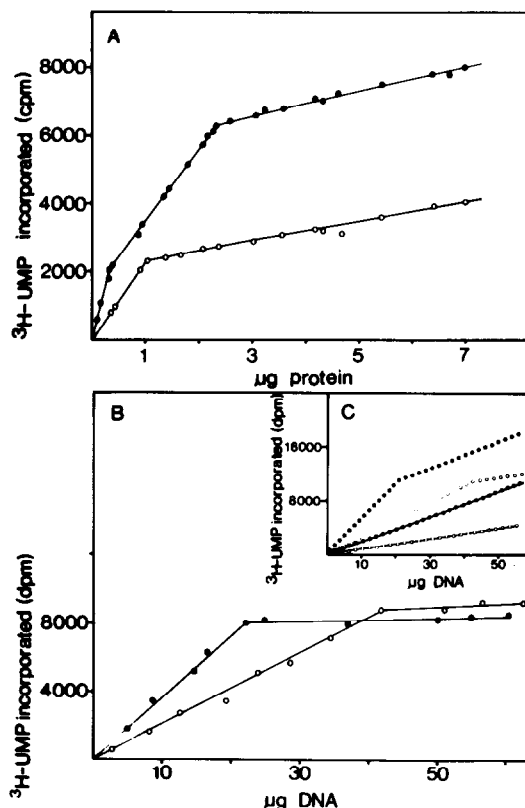 A
8000
6000
4000
2000
³H-UMP incorporated (cpm)
1 3 5 7
µg protein
B
8000
4000
³H-UMP incorporated (dpm)
10 30 50
µg DNA
C
16000
8000
³H-UMP incorporated (dpm)
10 30 50
µg DNA